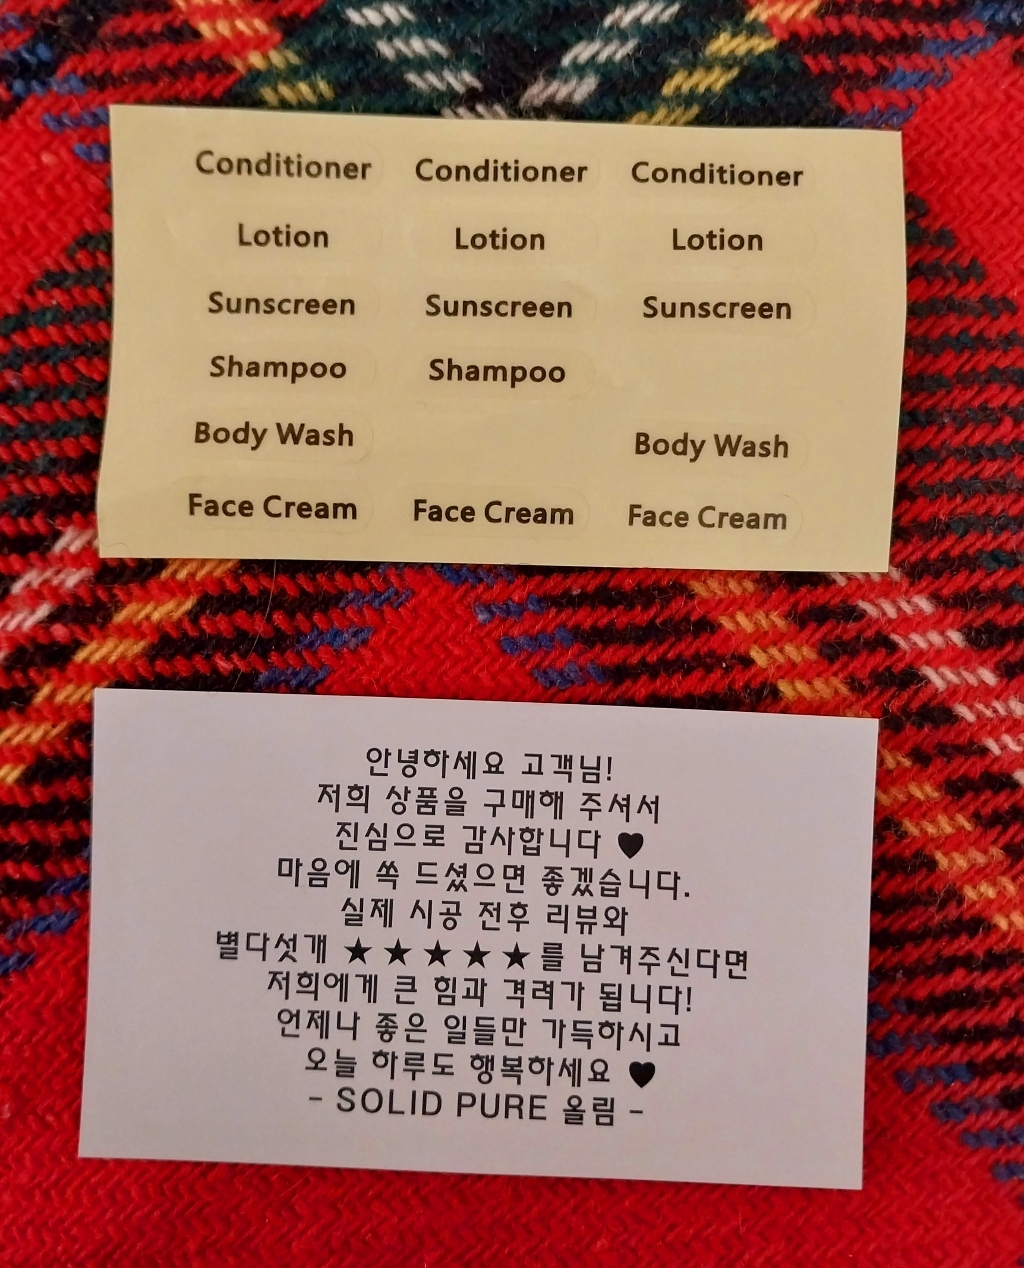 Conditioner Conditioner Conditioner
Lotion Lotion Lotion
Sunscreen Sunscreen Sunscreen
Shampoo Shampoo
Body Wash Body Wash
Face Cream Face Cream Face Cream
안녕하세요 고객님!
저희 상품을 구매해 주셔서
진심으로 감사합니다 ♥
마음에 쏙 드셨으면 좋겠습니다.
실제 시공 전후 리뷰와
별다섯개 ★★★★★를 남겨주신다면
저희에게 큰 힘과 격려가 됩니다!
언제나 좋은 일들만 가득하시고
오늘 하루도 행복하세요 ♥
- SOLID PURE 올림 -